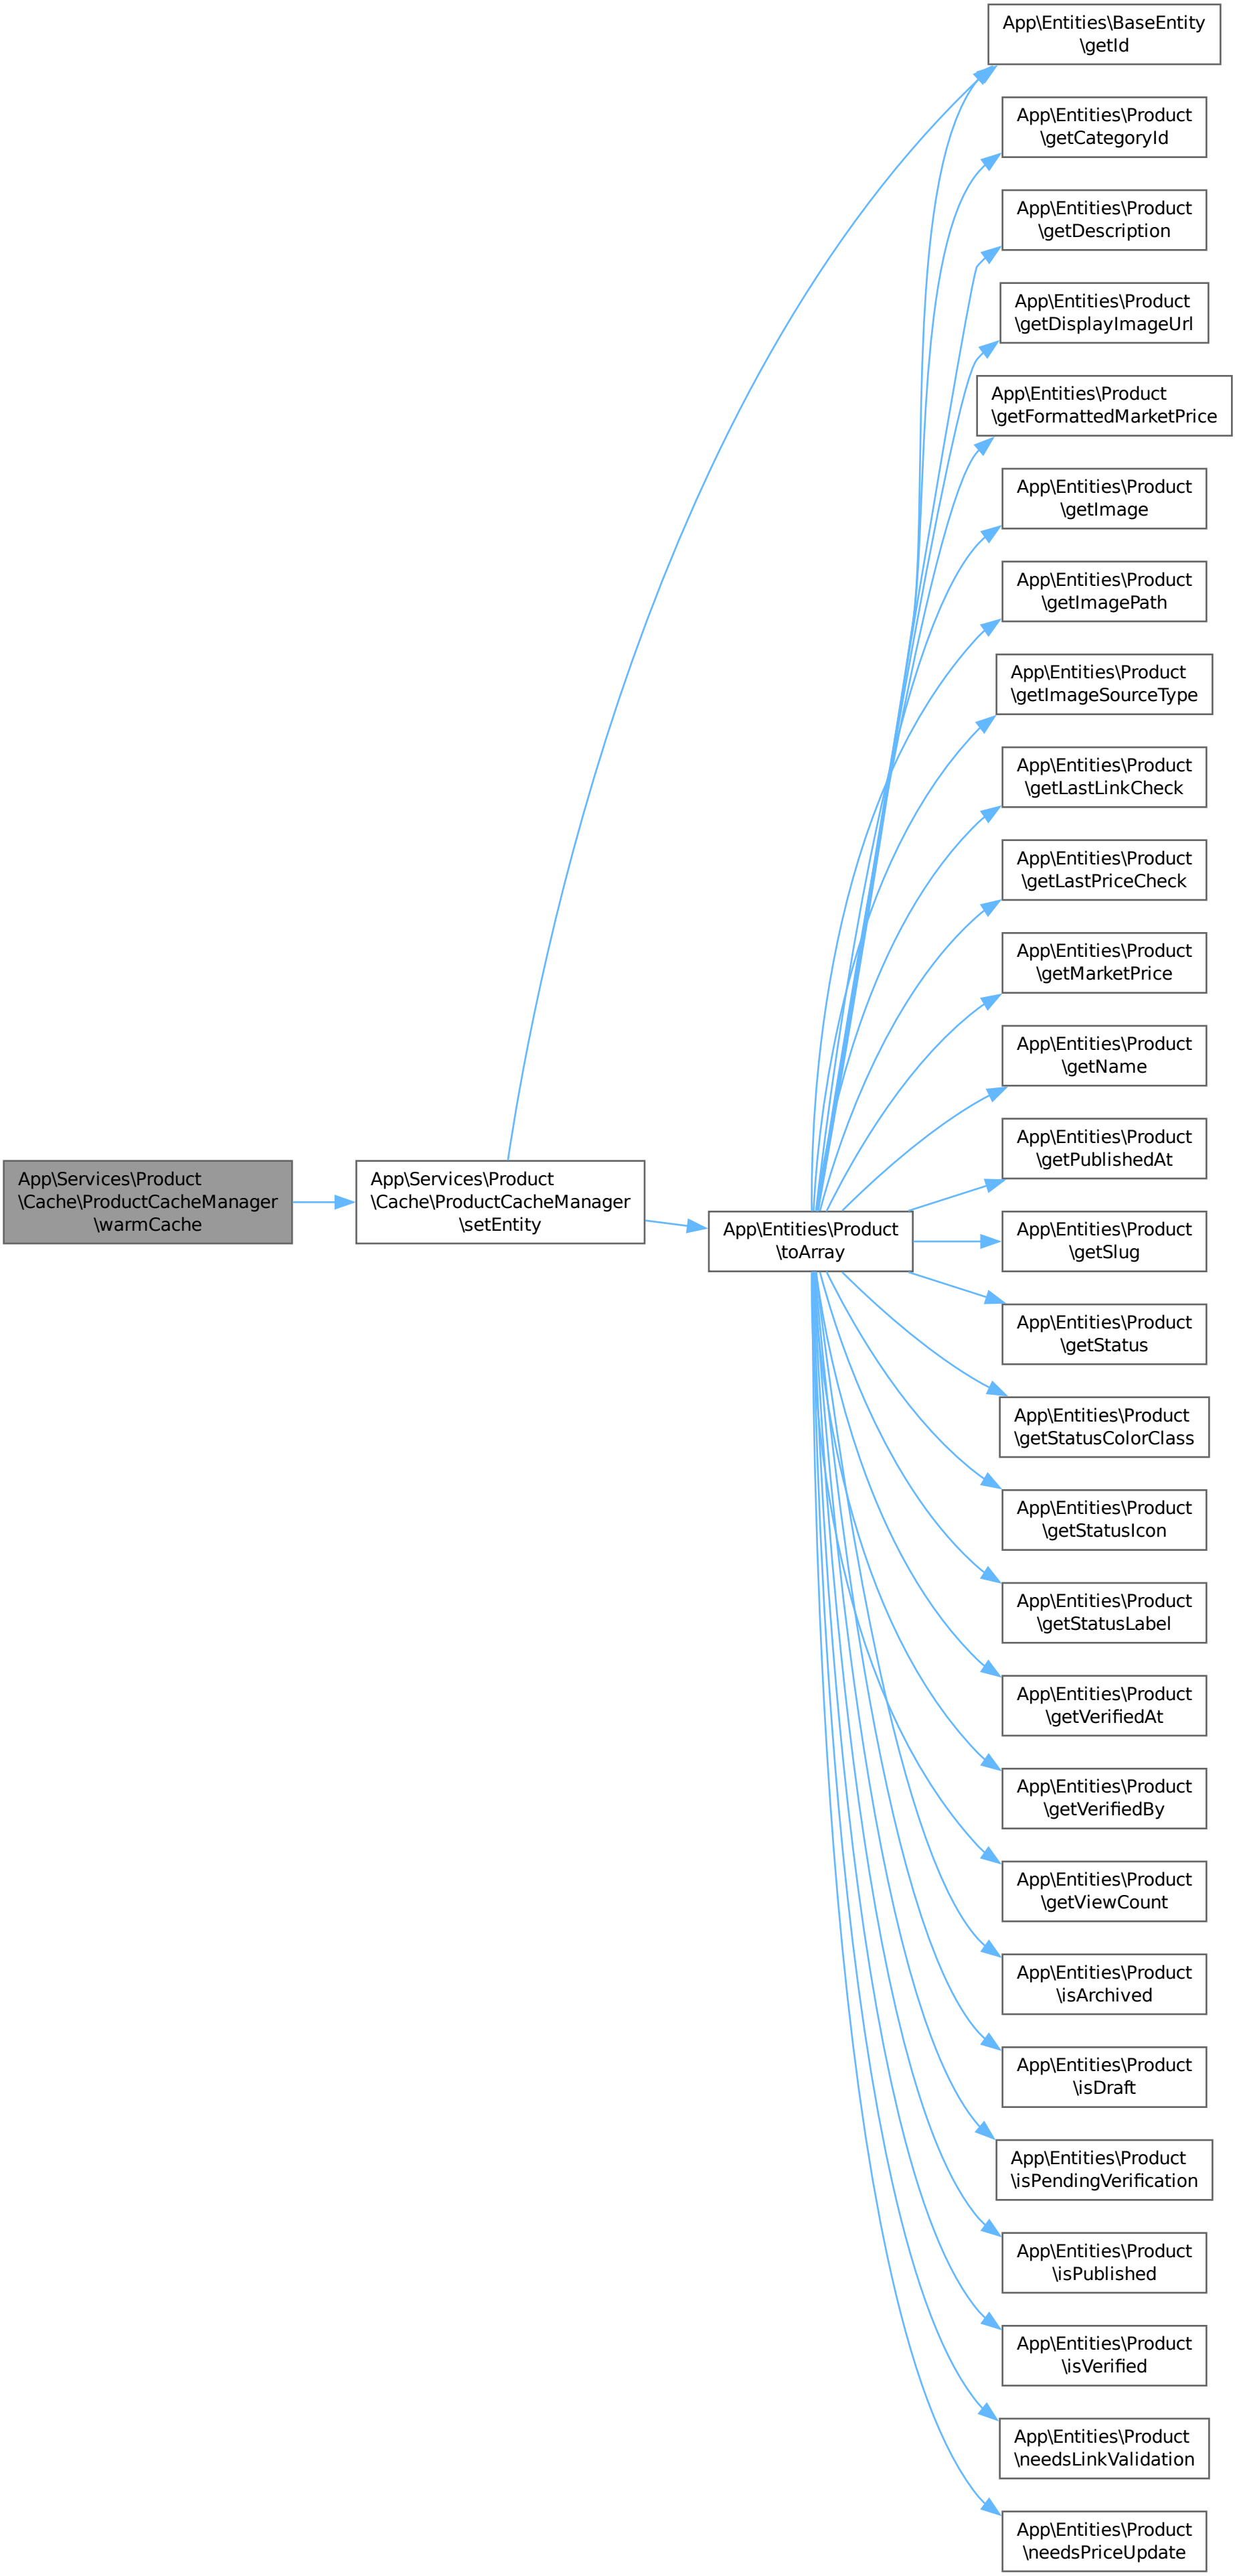 App\Entities\BaseEntity
\getId
App\Entities\Product
\getCategoryId
App\Entities\Product
\getDescription
App\Entities\Product
\getDisplayImageUrl
App\Entities\Product
\getFormattedMarketPrice
App\Entities\Product
\getImage
App\Entities\Product
\getImagePath
App\Entities\Product
\getImageSourceType
App\Entities\Product
\getLastLinkCheck
App\Entities\Product
\getLastPriceCheck
App\Entities\Product
\getMarketPrice
App\Entities\Product
\getName
App\Entities\Product
\getPublishedAt
App\Services\Product
\Cache\ProductCacheManager
\warmCache
App\Services\Product
\Cache\ProductCacheManager
\setEntity
App\Entities\Product
\toArray
App\Entities\Product
\getSlug
App\Entities\Product
\getStatus
App\Entities\Product
\getStatusColorClass
App\Entities\Product
\getStatusIcon
App\Entities\Product
\getStatusLabel
App\Entities\Product
\getVerifiedAt
App\Entities\Product
\getVerifiedBy
App\Entities\Product
\getViewCount
App\Entities\Product
\isArchived
App\Entities\Product
\isDraft
App\Entities\Product
\isPendingVerification
App\Entities\Product
\isPublished
App\Entities\Product
\isVerified
App\Entities\Product
\needsLinkValidation
App\Entities\Product
\needsPriceUpdate